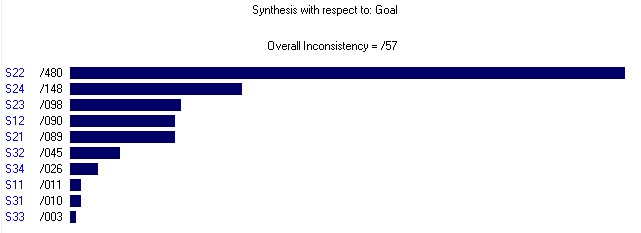 Synthesis with respect to: Goal
Overall Inconsistency = /57
S22 /480
S24 /148
S23 /098
S12 /090
S21 /089
S32 /045
S34 /026
S11 /011
S31 /010
S33 /003